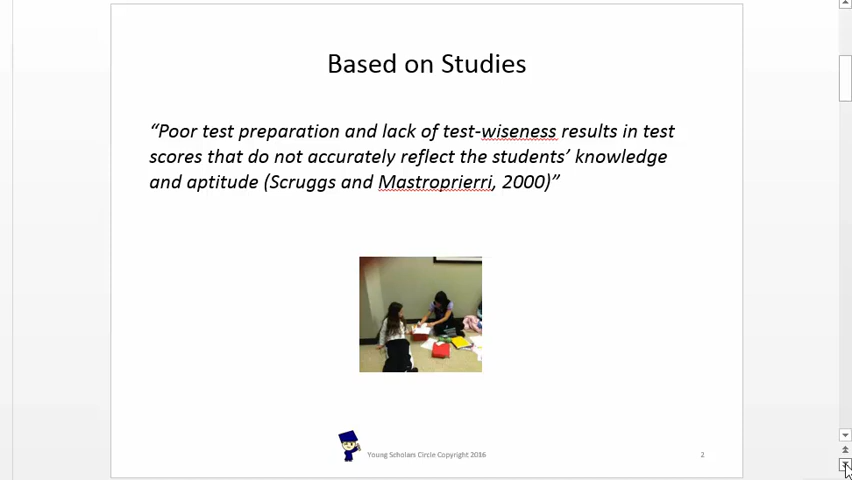 Based on Studies
“Poor test preparation and lack of test-wiseness results in test
scores that do not accurately reflect the students’ knowledge
and aptitude (Scruggs and Mastroprierri, 2000)”
Young Scholars Circle Copyright 2016
2